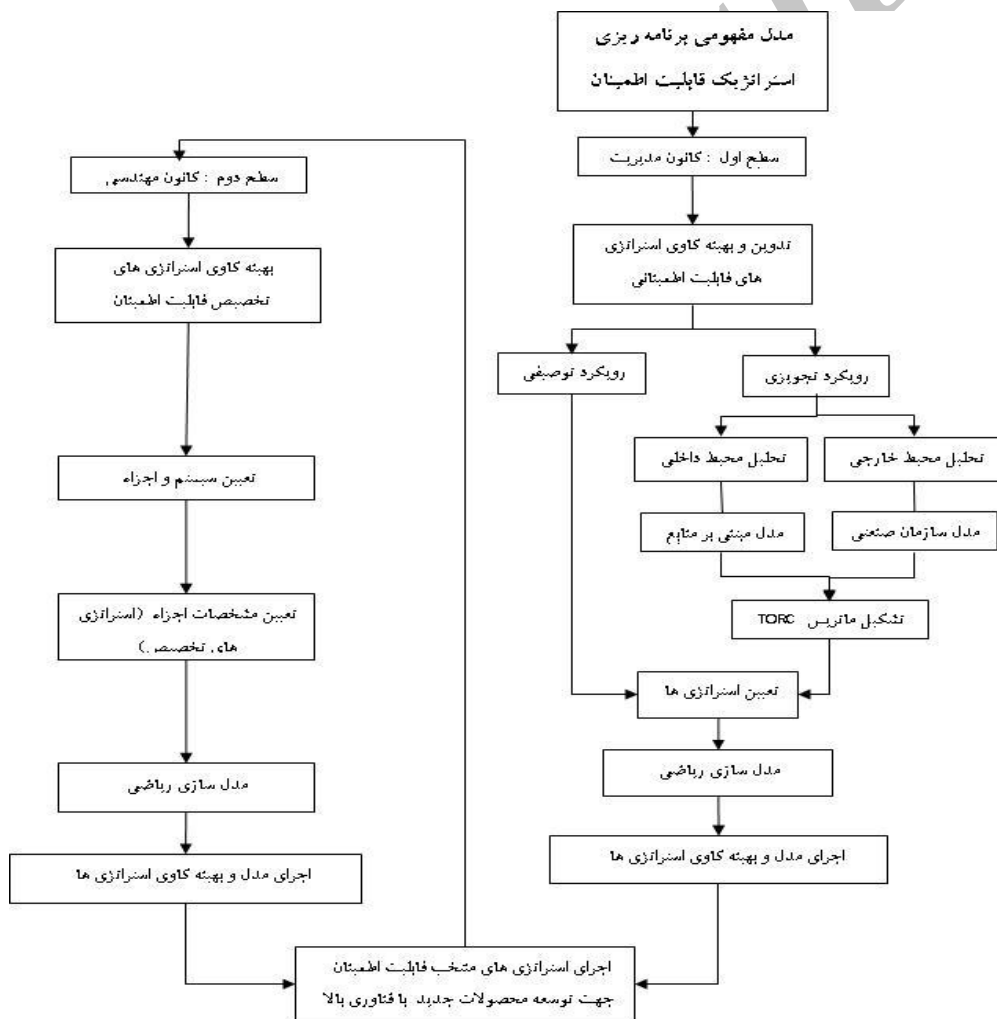 مدل مفهومی برنامه ریزی
استراتژیک قابلیت اطمینان
سطح اول : کانون مدیریت
تدوین و بهینه کاوی استراتژی
های قابلیت اطمینانی
رویکرد توصیفی
رویکرد تجویزی
تحلیل محیط داخلی
تحلیل محیط خارجی
مدل مبتنی بر منابع
مدل سازمان صنعتی
تشکیل ماتریس TORC
تعیین استراتژی ها
مدل سازی ریاضی
اجرای مدل و بهینه کاوی استراتژی ها
اجرای استراتژی های منتخب قابلیت اطمینان
جهت توسعه محصولات جدید با فناوری بالا
سطح دوم : کانون مهندسی
بهینه کاوی استراتژی های
تخصیص قابلیت اطمینان
تعیین سیستم و اجزاء
تعیین مشخصات اجزاء (استراتژی
های تخصیص)
مدل سازی ریاضی
اجرای مدل و بهینه کاوی استراتژی ها